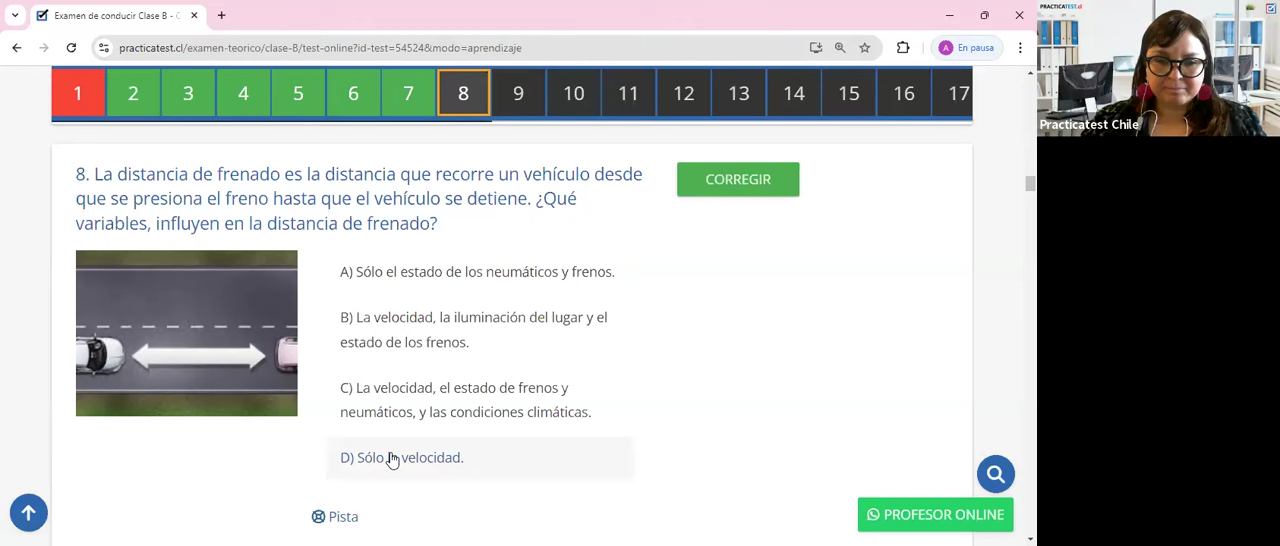 Examen de conducir Clase B - C
practicatest.cl/examen-teorico/clase-B/test-online?id-test=54524&modo=aprendizaje
A En pausa
PRACTICATEST.cl
Practicatest Chile
1 2 3 4 5 6 7 8 9 10 11 12 13 14 15 16 17
8. La distancia de frenado es la distancia que recorre un vehículo desde
que se presiona el freno hasta que el vehículo se detiene. ¿Qué
variables, influyen en la distancia de frenado?
CORREGIR
A) Sólo el estado de los neumáticos y frenos.
B) La velocidad, la iluminación del lugar y el
estado de los frenos.
C) La velocidad, el estado de frenos y
neumáticos, y las condiciones climáticas.
D) Sólo velocidad.
Pista
PROFESOR ONLINE